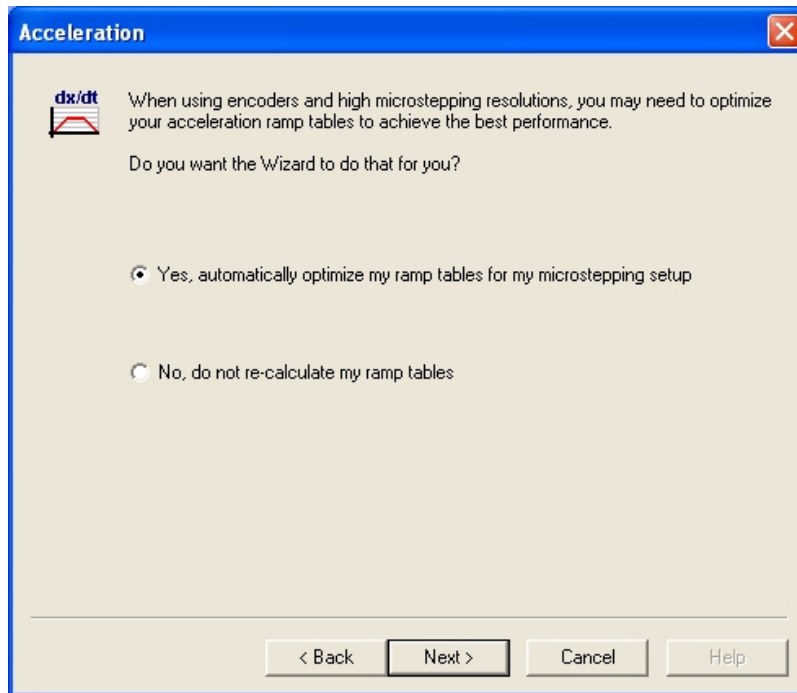 Acceleration
dx/dt
When using encoders and high microstepping resolutions, you may need to optimize
your acceleration ramp tables to achieve the best performance.
Do you want the Wizard to do that for you?
Yes, automatically optimize my ramp tables for my microstepping setup
No, do not re-calculate my ramp tables
< Back
Next >
Cancel
Help